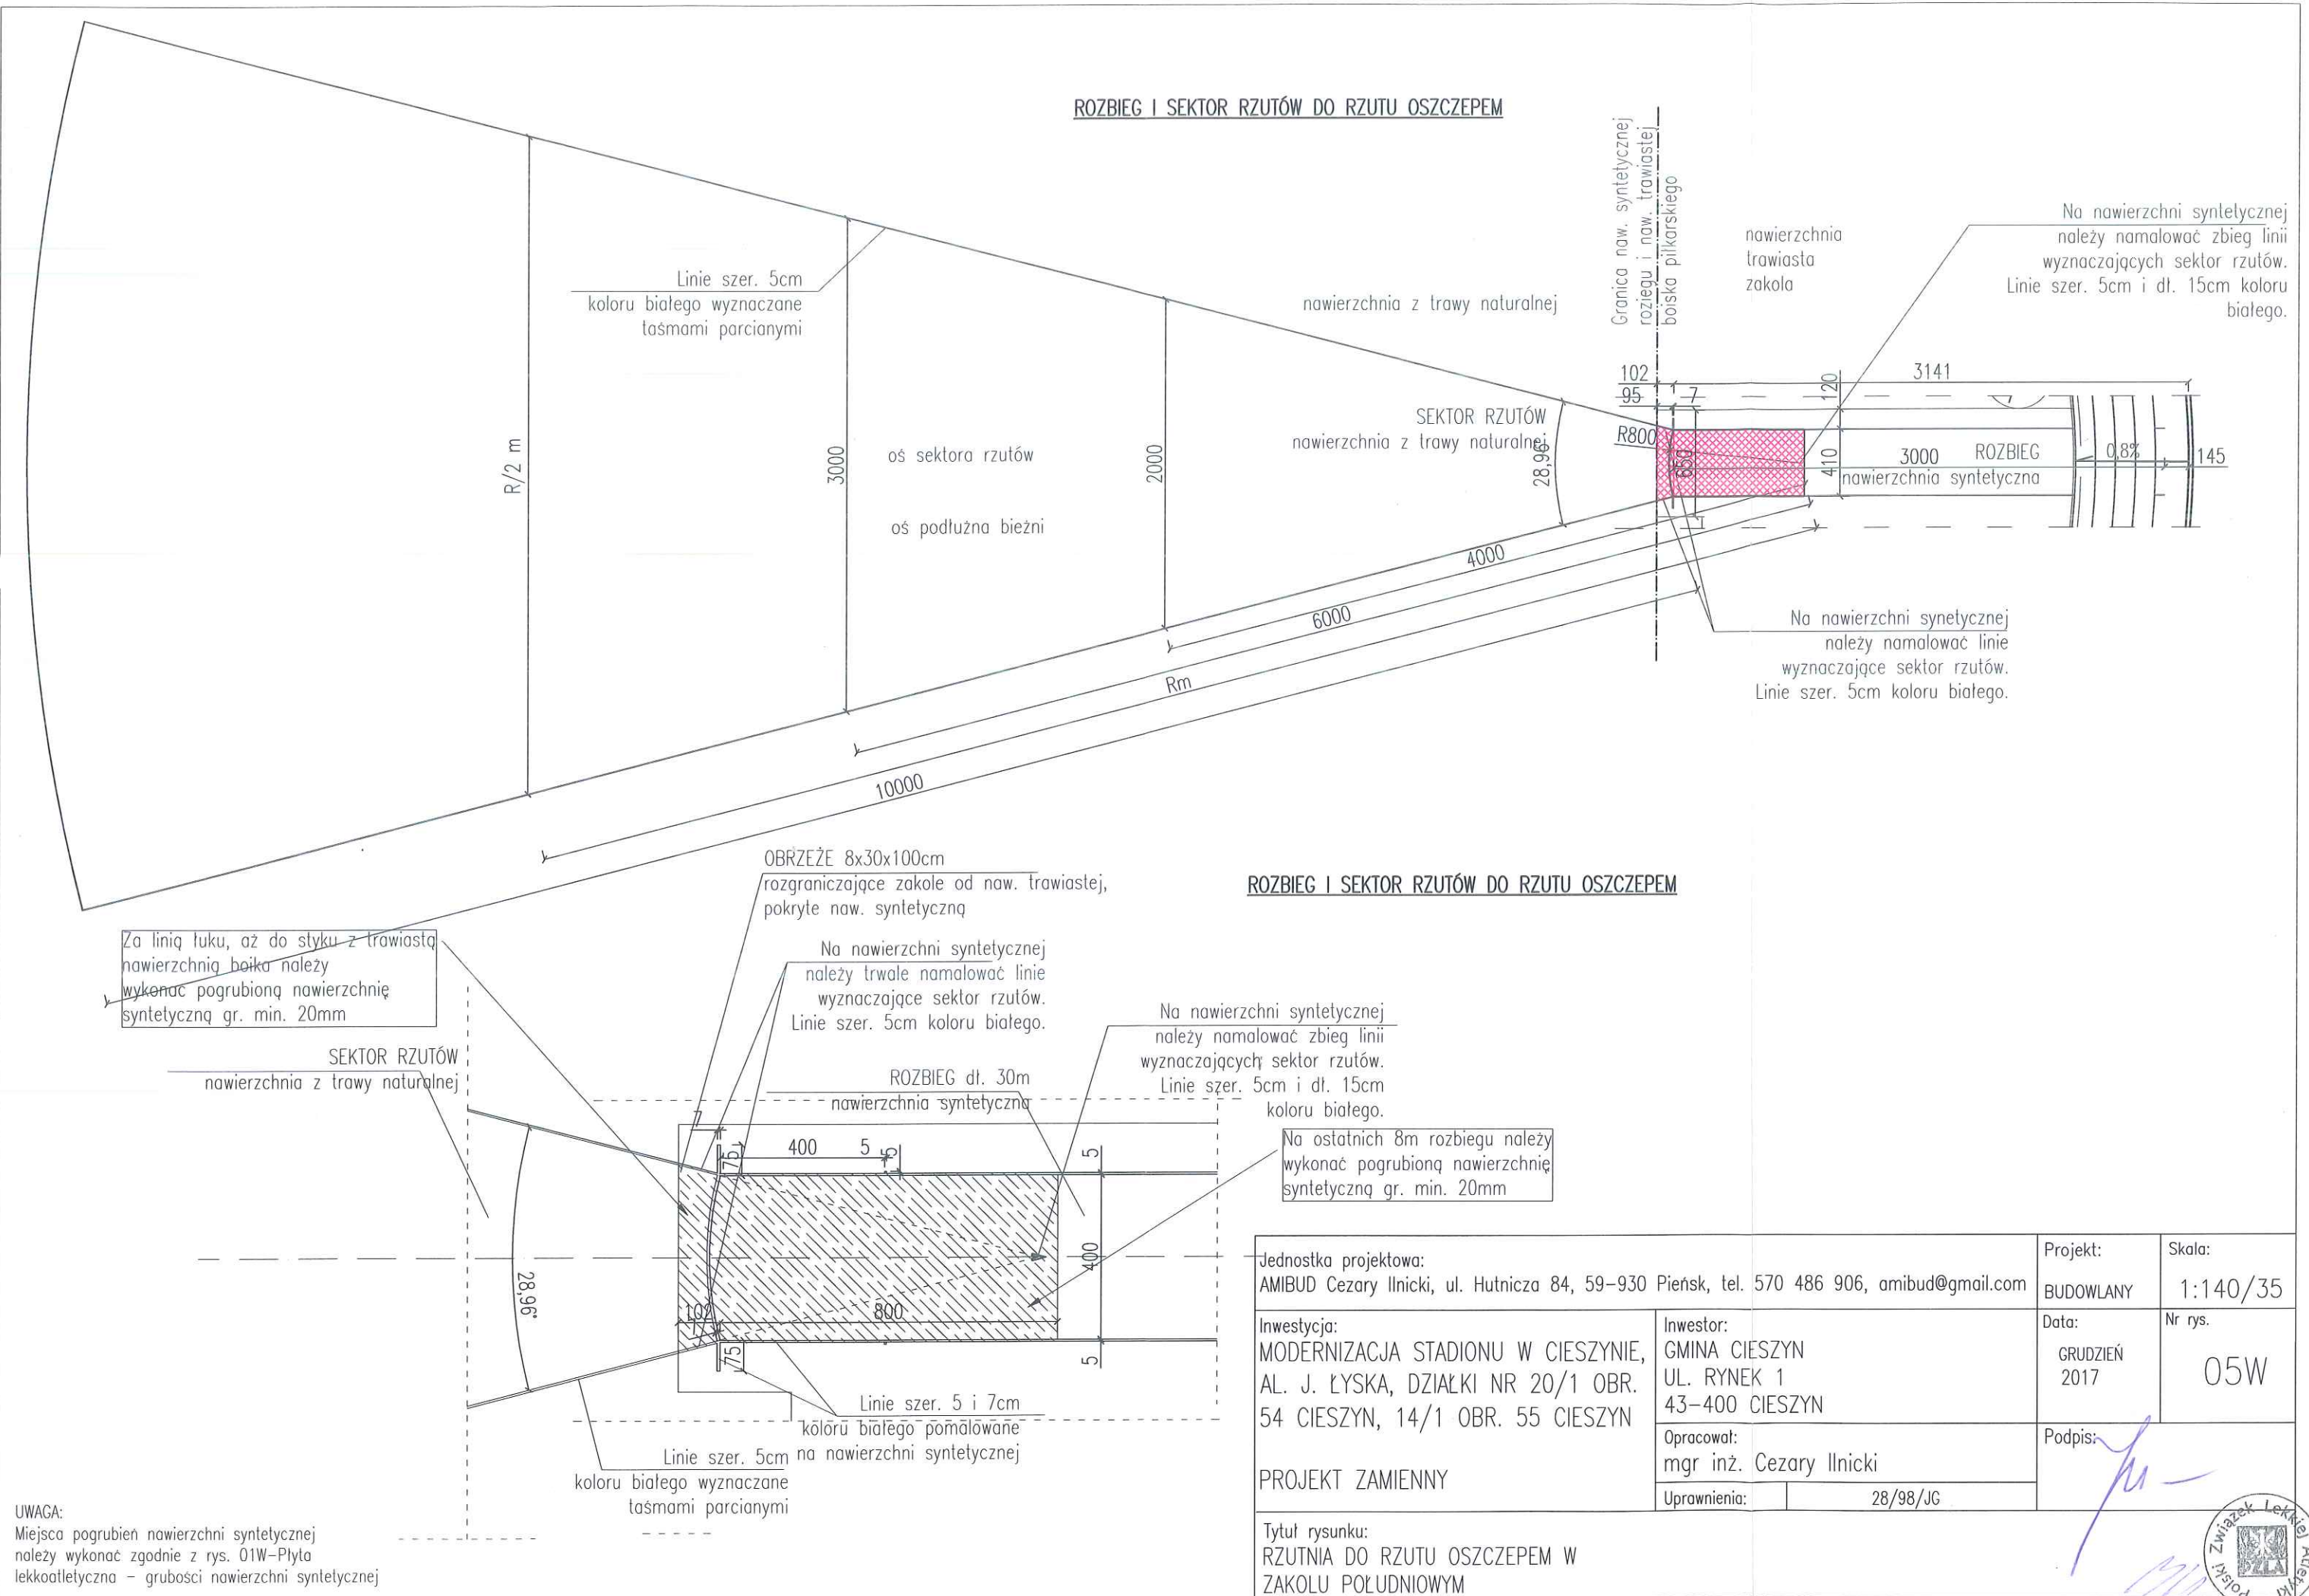 ROZBIEG I SEKTOR RZUTÓW DO RZUTU OSZCZEPEM
Granica naw. syntetycznej
roziegu i naw. trawiastej
boiska piłkarskiego
nawierzchnia
trawiasta
zakola
Na nawierzchni syntetycznej
należy namalować zbieg linii
wyznaczających sektor rzutów.
Linie szer. 5cm i dł. 15cm koloru
białego.
Linie szer. 5cm
koloru białego wyznaczane
taśmami parcianymi
nawierzchnia z trawy naturalnej
102
95
7
120
3141
SEKTOR RZUTÓW
nawierzchnia z trawy naturalnej
R800
R/2 m
3000
oś sektora rzutów
2000
28,96°
650
410
3000
ROZBIEG
nawierzchnia syntetyczna
0,8%
145
oś podłużna bieżni
4000
6000
Rm
10000
Na nawierzchni synetycznej
należy namalować linie
wyznaczające sektor rzutów.
Linie szer. 5cm koloru białego.
OBRZEŻE 8x30x100cm
rozgraniczające zakole od naw. trawiastej,
pokryte naw. syntetyczną
ROZBIEG I SEKTOR RZUTÓW DO RZUTU OSZCZEPEM
Za linią łuku, aż do styku z trawiastą
nawierzchnią boika należy
wykonać pogrubioną nawierzchnię
syntetyczną gr. min. 20mm
Na nawierzchni syntetycznej
należy trwale namalować linie
wyznaczające sektor rzutów.
Linie szer. 5cm koloru białego.
Na nawierzchni syntetycznej
należy namalować zbieg linii
wyznaczających sektor rzutów.
Linie szer. 5cm i dł. 15cm
koloru białego.
SEKTOR RZUTÓW
nawierzchnia z trawy naturalnej
ROZBIEG dł. 30m
nawierzchnia syntetyczna
Na ostatnich 8m rozbiegu należy
wykonać pogrubioną nawierzchnię
syntetyczną gr. min. 20mm
7
75
400
5
5
5
400
28,96°
102
800
75
5
Linie szer. 5 i 7cm
koloru białego pomalowane
na nawierzchni syntetycznej
Linie szer. 5cm
koloru białego wyznaczane
taśmami parcianymi
UWAGA:
Miejsca pogrubień nawierzchni syntetycznej
należy wykonać zgodnie z rys. 01W-Płyta
lekkoatletyczna - grubości nawierzchni syntetycznej
Jednostka projektowa:
AMIBUD Cezary Ilnicki, ul. Hutnicza 84, 59-930 Pieńsk, tel. 570 486 906, amibud@gmail.com
Projekt:
BUDOWLANY
Skala:
1:140/35
Inwestycja:
MODERNIZACJA STADIONU W CIESZYNIE,
AL. J. ŁYSKA, DZIAŁKI NR 20/1 OBR.
54 CIESZYN, 14/1 OBR. 55 CIESZYN
PROJEKT ZAMIENNY
Inwestor:
GMINA CIESZYN
UL. RYNEK 1
43-400 CIESZYN
Data:
GRUDZIEŃ
2017
Nr rys.
05W
Opracował:
mgr inż. Cezary Ilnicki
Podpis:
Uprawnienia:
28/98/JG
Tytuł rysunku:
RZUTNIA DO RZUTU OSZCZEPEM W
ZAKOLU POŁUDNIOWYM
Polski Związek Lekkiej
PZLA